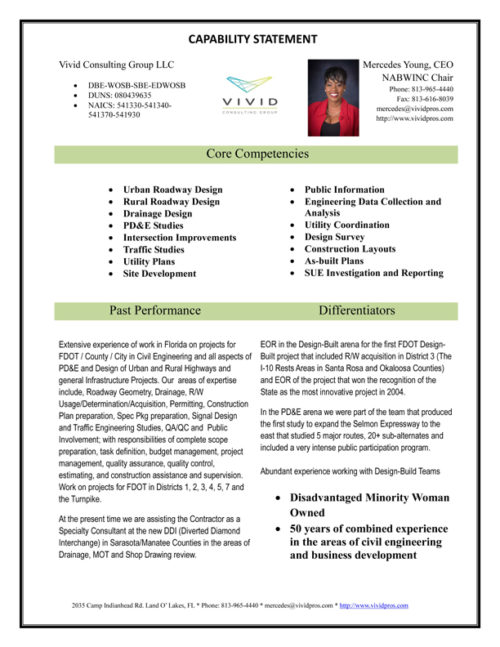 CAPABILITY STATEMENT
Vivid Consulting Group LLC
• DBE-WOSB-SBE-EDWOSB
• DUNS: 080439635
• NAICS: 541330-541340-
541370-541930
VIVID
CONSULTING GROUP
Mercedes Young, CEO
NABWINC Chair
Phone: 813-965-4440
Fax: 813-616-8039
mercedes@vividpros.com
http://www.vividpros.com
Core Competencies
• Urban Roadway Design
• Rural Roadway Design
• Drainage Design
• PD&E Studies
• Intersection Improvements
• Traffic Studies
• Utility Plans
• Site Development
• Public Information
• Engineering Data Collection and
Analysis
• Utility Coordination
• Design Survey
• Construction Layouts
• As-built Plans
• SUE Investigation and Reporting
Past Performance
Extensive experience of work in Florida on projects for
FDOT / County / City in Civil Engineering and all aspects of
PD&E and Design of Urban and Rural Highways and
general Infrastructure Projects. Our areas of expertise
include, Roadway Geometry, Drainage, R/W
Usage/Determination/Acquisition, Permitting, Construction
Plan preparation, Spec Pkg preparation, Signal Design
and Traffic Engineering Studies, QA/QC and Public
Involvement; with responsibilities of complete scope
preparation, task definition, budget management, project
management, quality assurance, quality control,
estimating, and construction assistance and supervision.
Work on projects for FDOT in Districts 1, 2, 3, 4, 5, 7 and
the Turnpike.
At the present time we are assisting the Contractor as a
Specialty Consultant at the new DDI (Diverted Diamond
Interchange) in Sarasota/Manatee Counties in the areas of
Drainage, MOT and Shop Drawing review.
Differentiators
EOR in the Design-Built arena for the first FDOT Design-
Built project that included R/W acquisition in District 3 (The
I-10 Rests Areas in Santa Rosa and Okaloosa Counties)
and EOR of the project that won the recognition of the
State as the most innovative project in 2004.
In the PD&E arena we were part of the team that produced
the first study to expand the Selmon Expressway to the
east that studied 5 major routes, 20+ sub-alternates and
included a very intense public participation program.
Abundant experience working with Design-Build Teams
• Disadvantaged Minority Woman
Owned
• 50 years of combined experience
in the areas of civil engineering
and business development
2035 Camp Indianhead Rd. Land O' Lakes, FL * Phone: 813-965-4440 * mercedes@vividpros.com * http://www.vividpros.com